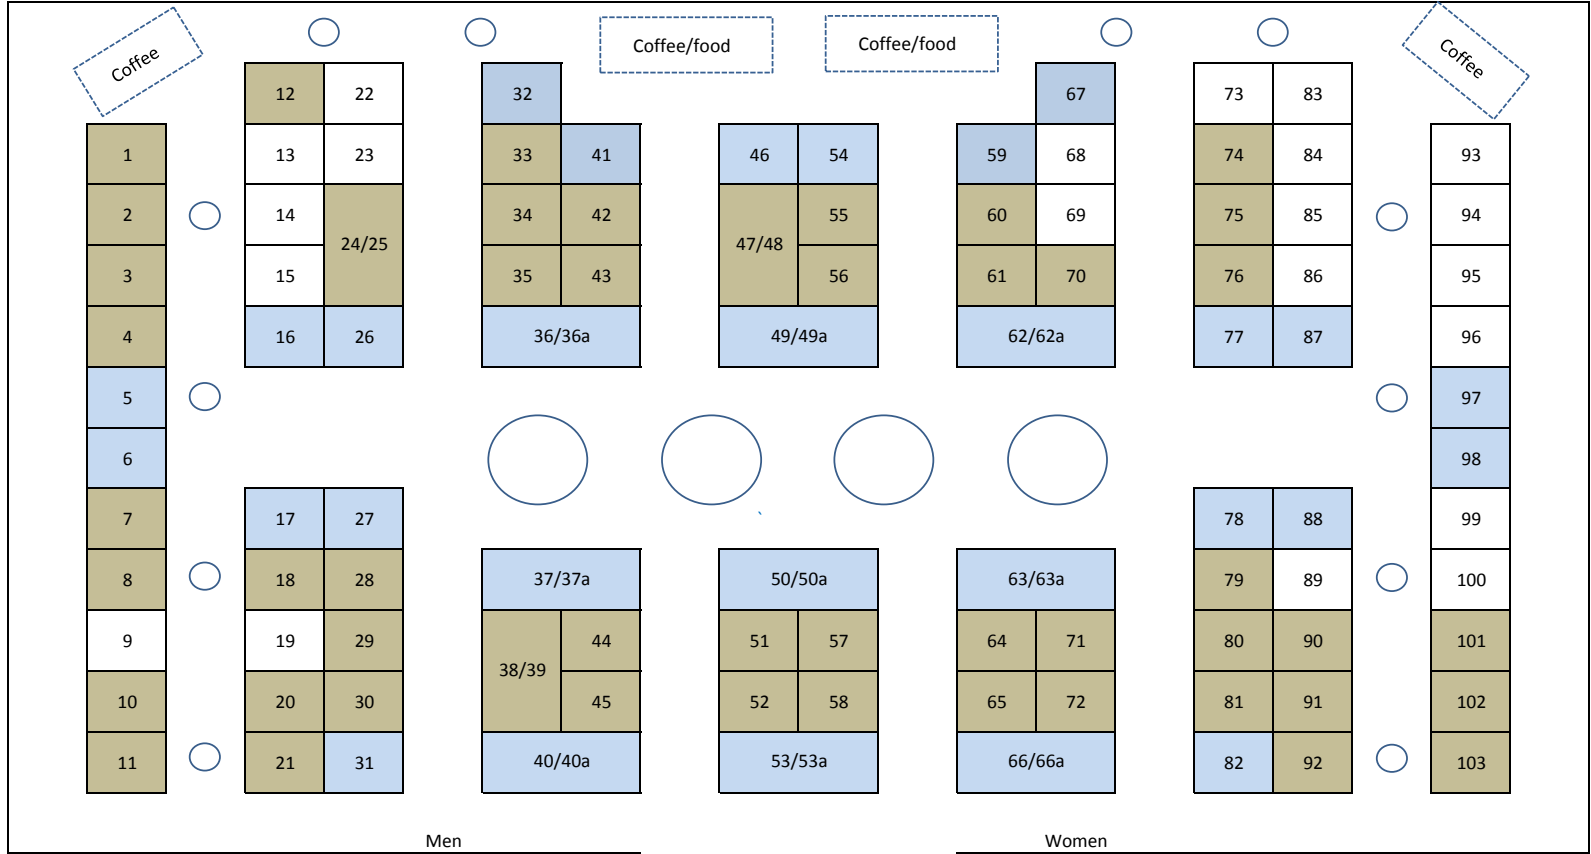 Coffee
Coffee/food
Coffee/food
Coffee
12 22 32 67 73 83
1 13 23 33 41 46 54 59 68 74 84 93
2 14 24/25 34 42 47/48 55 60 69 75 85 94
3 15 35 43 56 61 70 76 86 95
4 16 26 36/36a 49/49a 62/62a 77 87 96
5 97
6 98
7 17 27 78 88 99
8 18 28 37/37a 50/50a 63/63a 79 89 100
9 19 29 38/39 44 51 57 64 71 80 90 101
10 20 30 45 52 58 65 72 81 91 102
11 21 31 40/40a 53/53a 66/66a 82 92 103
Men Women